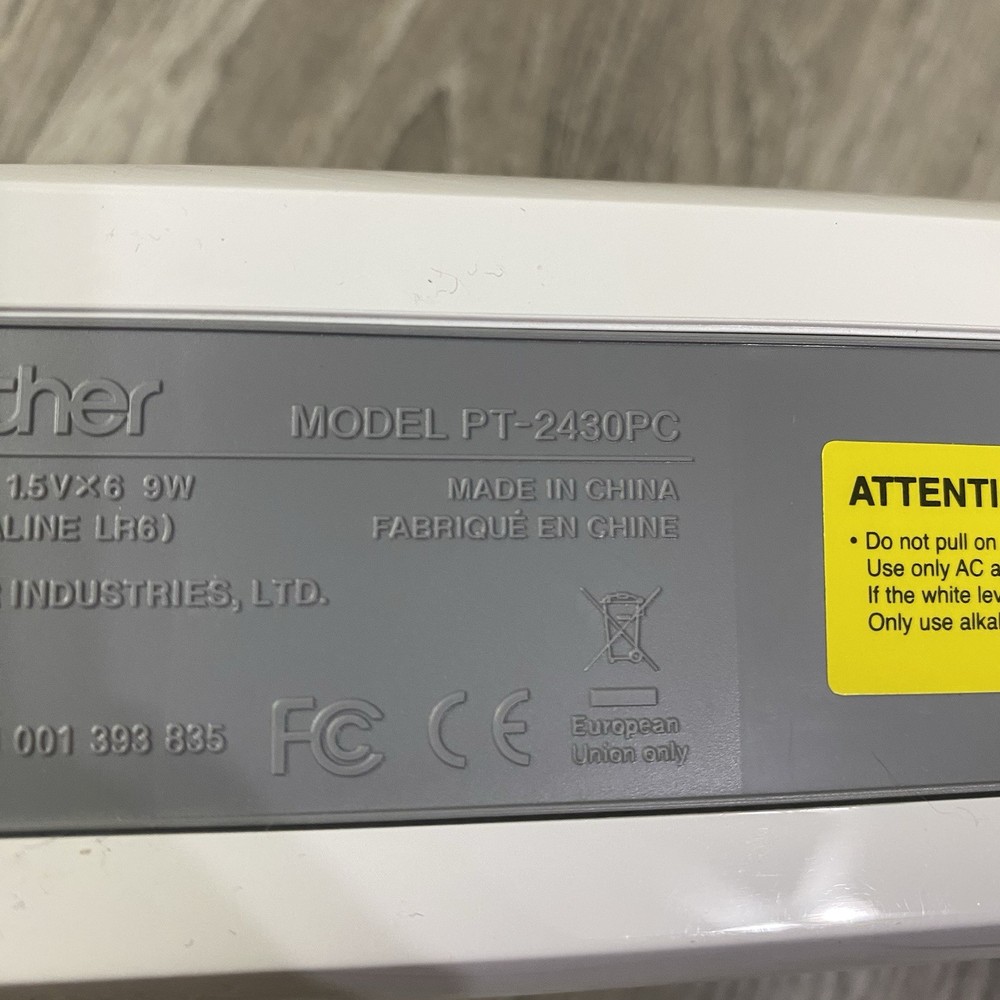 ther
MODEL PT-2430PC
1.5V×6 9W
MADE IN CHINA
ALINE LR6)
FABRIQUÉ EN CHINE
INDUSTRIES, LTD.
001 393 835
FC CE
European
Union only
ATTENTI
• Do not pull on
Use only AC a
If the white lev
Only use alkal